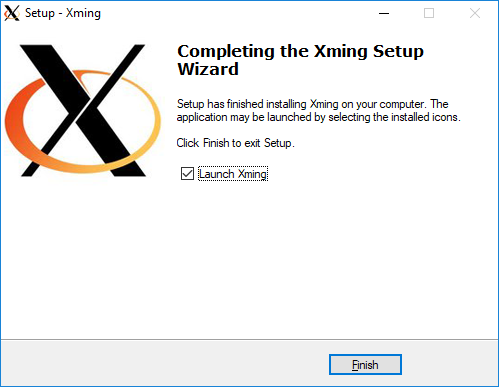 Setup - Xming
Completing the Xming Setup
Wizard
Setup has finished installing Xming on your computer. The
application may be launched by selecting the installed icons.
Click Finish to exit Setup.
Launch Xming
Finish